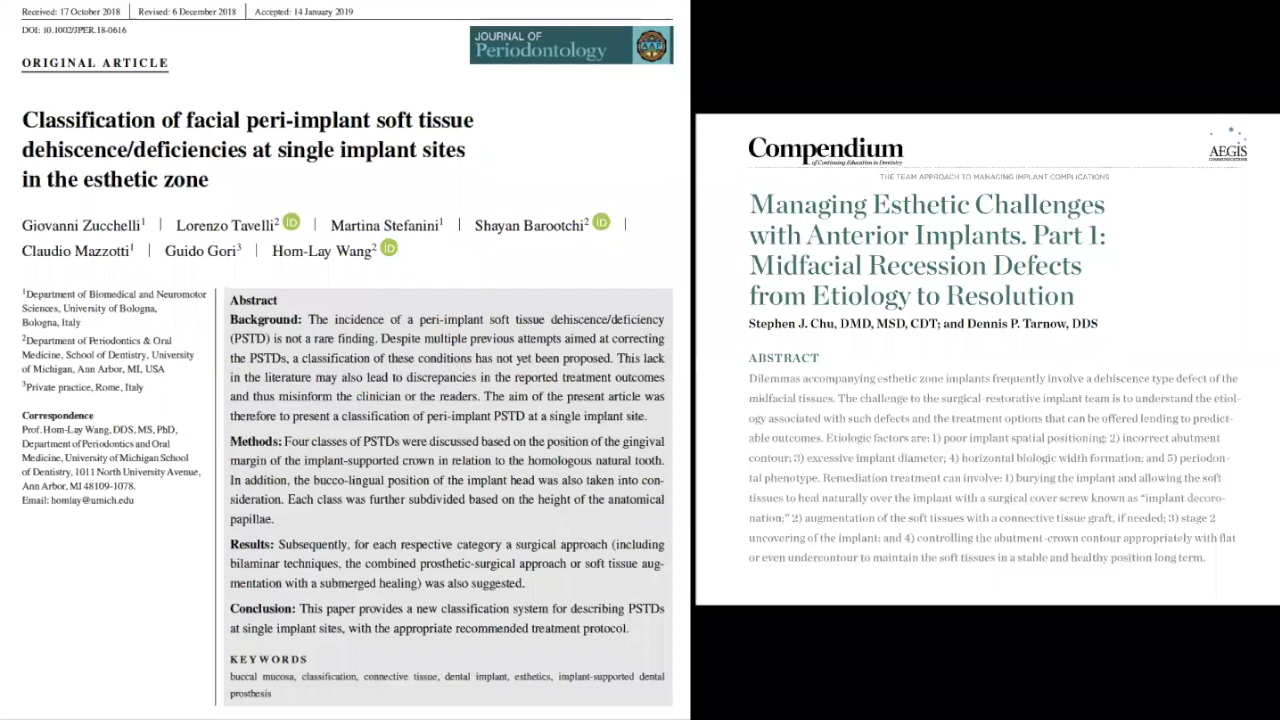 Received: 17 October 2018 | Revised: 6 December 2018 | Accepted: 14 January 2019
DOI: 10.1002/JPER.18-0616
JOURNAL OF
Periodontology
AAP
ORIGINAL ARTICLE
Classification of facial peri-implant soft tissue
dehiscence/deficiencies at single implant sites
in the esthetic zone
Giovanni Zucchelli1 | Lorenzo Tavelli2 iD | Martina Stefanini1 | Shayan Barootchi2 iD |
Claudio Mazzotti1 | Guido Gori3 | Hom-Lay Wang2 iD
1Department of Biomedical and Neuromotor
Sciences, University of Bologna,
Bologna, Italy
2Department of Periodontics & Oral
Medicine, School of Dentistry, University
of Michigan, Ann Arbor, MI, USA
3Private practice, Rome, Italy
Correspondence
Prof. Hom-Lay Wang, DDS, MS, PhD,
Department of Periodontics and Oral
Medicine, University of Michigan School
of Dentistry, 1011 North University Avenue,
Ann Arbor, MI 48109-1078.
Email: homlay@umich.edu
Abstract
Background: The incidence of a peri-implant soft tissue dehiscence/deficiency
(PSTD) is not a rare finding. Despite multiple previous attempts aimed at correcting
the PSTDs, a classification of these conditions has not yet been proposed. This lack
in the literature may also lead to discrepancies in the reported treatment outcomes
and thus misinform the clinician or the readers. The aim of the present article was
therefore to present a classification of peri-implant PSTD at a single implant site.
Methods: Four classes of PSTDs were discussed based on the position of the gingival
margin of the implant-supported crown in relation to the homologous natural tooth.
In addition, the bucco-lingual position of the implant head was also taken into con-
sideration. Each class was further subdivided based on the height of the anatomical
papillae.
Results: Subsequently, for each respective category a surgical approach (including
bilaminar techniques, the combined prosthetic-surgical approach or soft tissue aug-
mentation with a submerged healing) was also suggested.
Conclusion: This paper provides a new classification system for describing PSTDs
at single implant sites, with the appropriate recommended treatment protocol.
KEYWORDS
buccal mucosa, classification, connective tissue, dental implant, esthetics, implant-supported dental
prosthesis
Compendium
of Continuing Education in Dentistry
AEGIS
COMMUNICATIONS
THE TEAM APPROACH TO MANAGING IMPLANT COMPLICATIONS
Managing Esthetic Challenges
with Anterior Implants. Part 1:
Midfacial Recession Defects
from Etiology to Resolution
Stephen J. Chu, DMD, MSD, CDT; and Dennis P. Tarnow, DDS
ABSTRACT
Dilemmas accompanying esthetic zone implants frequently involve a dehiscence type defect of the
midfacial tissues. The challenge to the surgical-restorative implant team is to understand the etiol-
ogy associated with such defects and the treatment options that can be offered lending to predict-
able outcomes. Etiologic factors are: 1) poor implant spatial positioning; 2) incorrect abutment
contour; 3) excessive implant diameter; 4) horizontal biologic width formation; and 5) periodon-
tal phenotype. Remediation treatment can involve: 1) burying the implant and allowing the soft
tissues to heal naturally over the implant with a surgical cover screw known as “implant decoro-
nation;” 2) augmentation of the soft tissues with a connective tissue graft, if needed; 3) stage 2
uncovering of the implant; and 4) controlling the abutment-crown contour appropriately with flat
or even undercontour to maintain the soft tissues in a stable and healthy position long term.